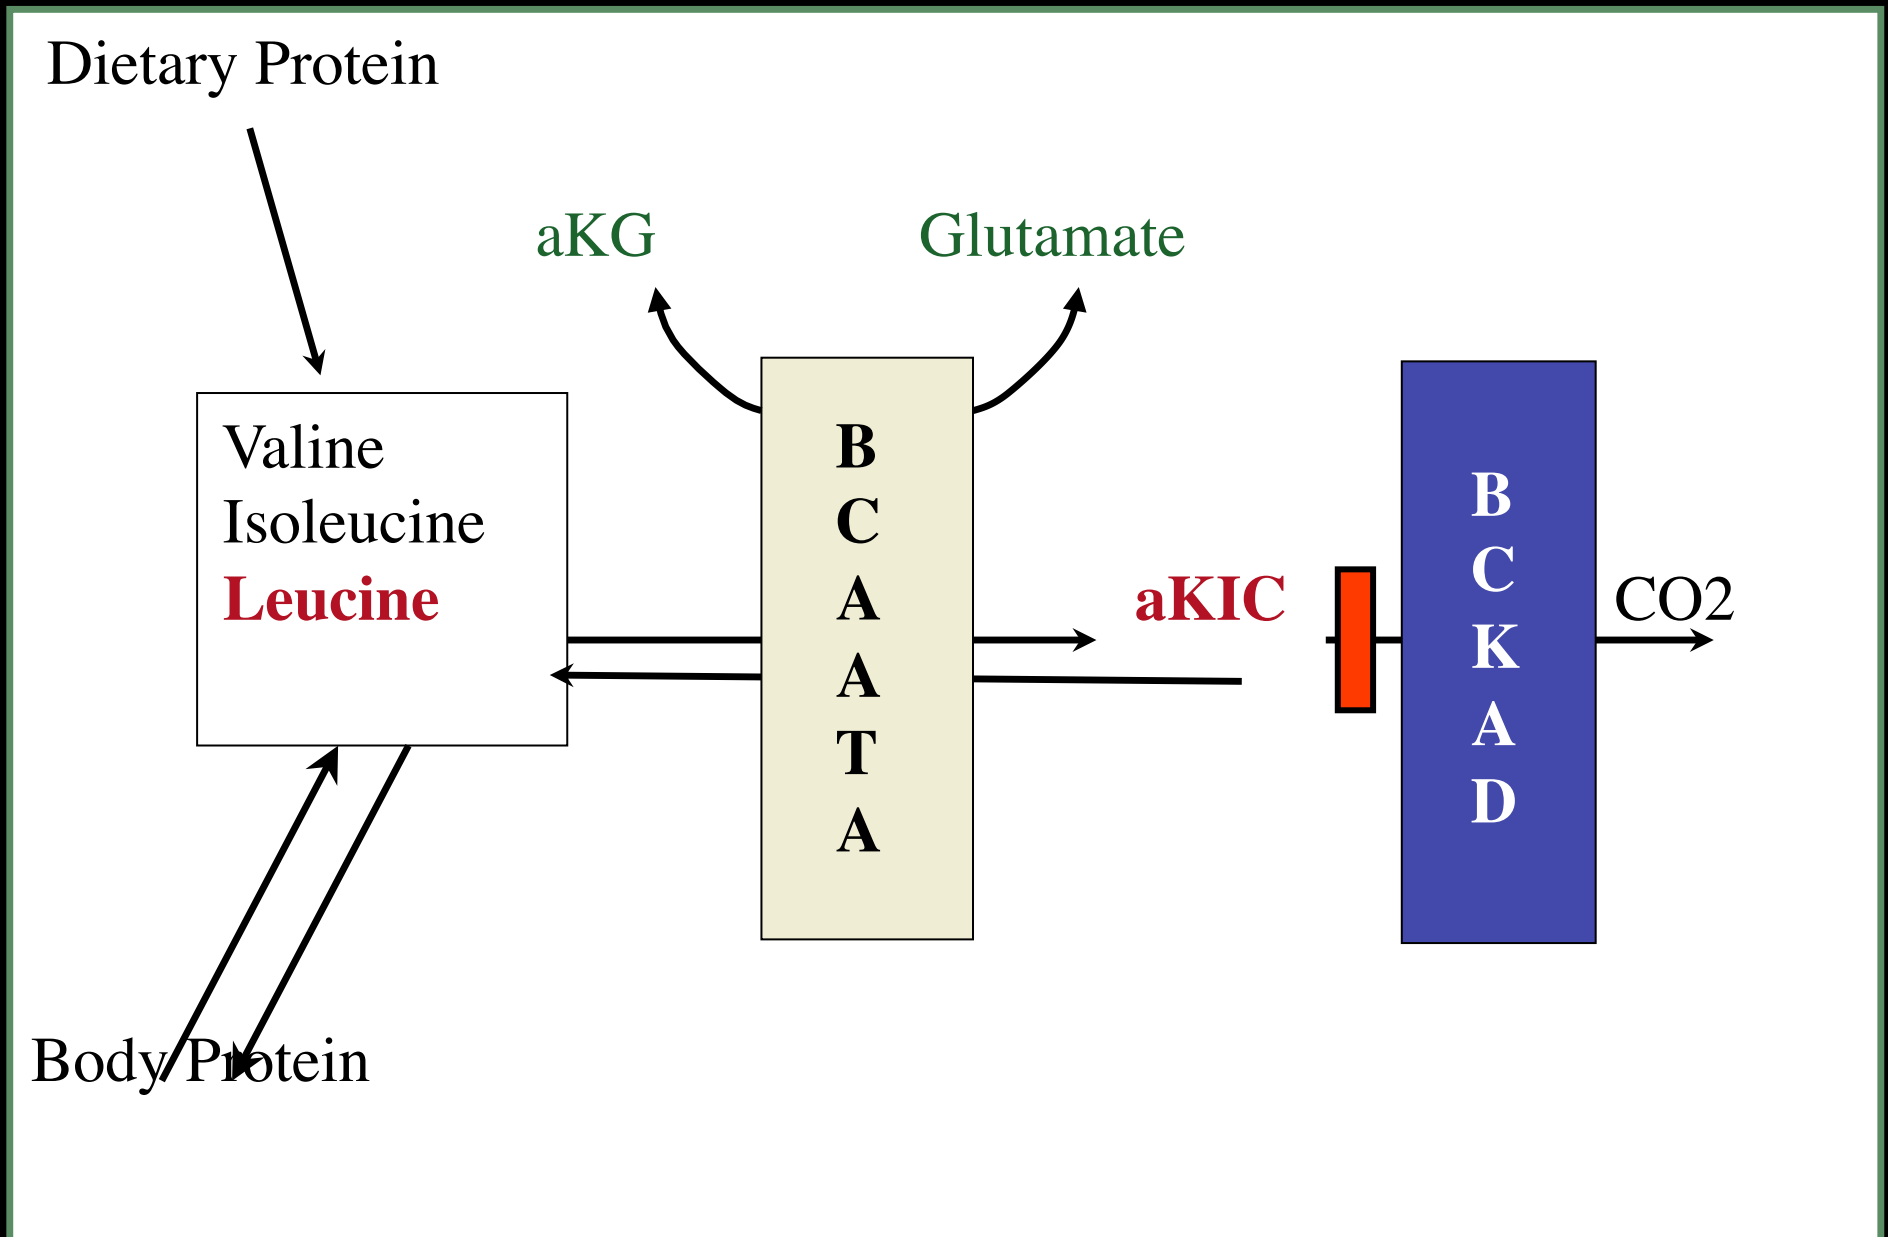 Dietary Protein
aKG
Glutamate
Valine
Isoleucine
Leucine
B
C
A
A
T
A
aKIC
B
C
K
A
D
CO2
Body Protein